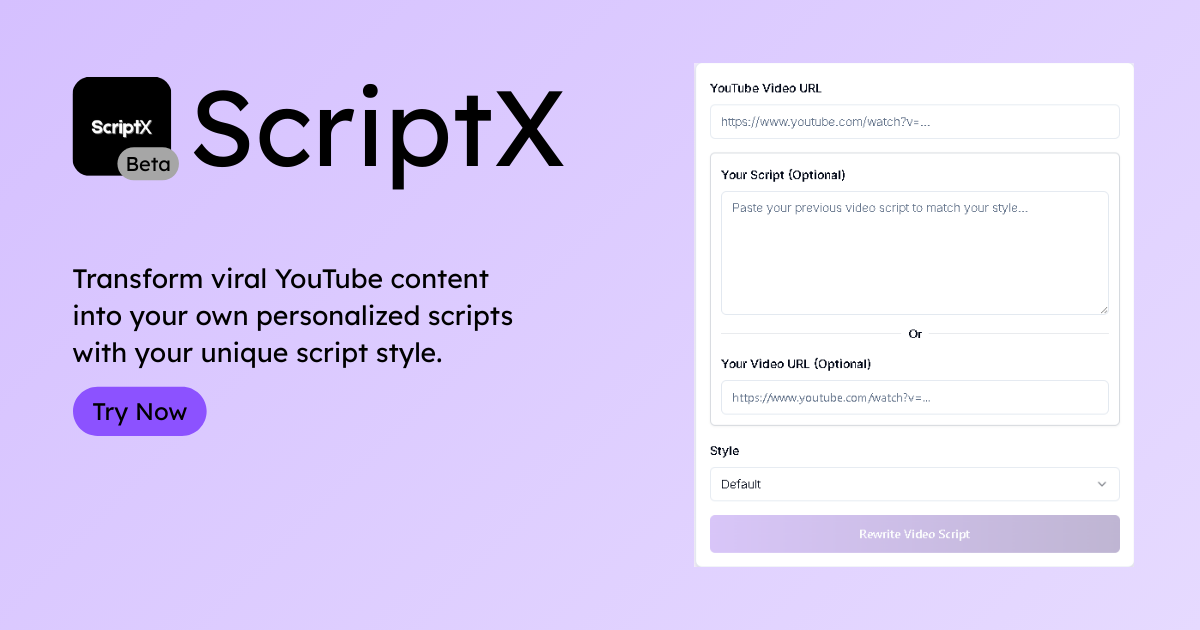 ScriptX
Beta
ScriptX
Transform viral YouTube content
into your own personalized scripts
with your unique script style.
Try Now
YouTube Video URL
https://www.youtube.com/watch?v=...
Your Script (Optional)
Paste your previous video script to match your style...
Or
Your Video URL (Optional)
https://www.youtube.com/watch?v=...
Style
Default
Rewrite Video Script